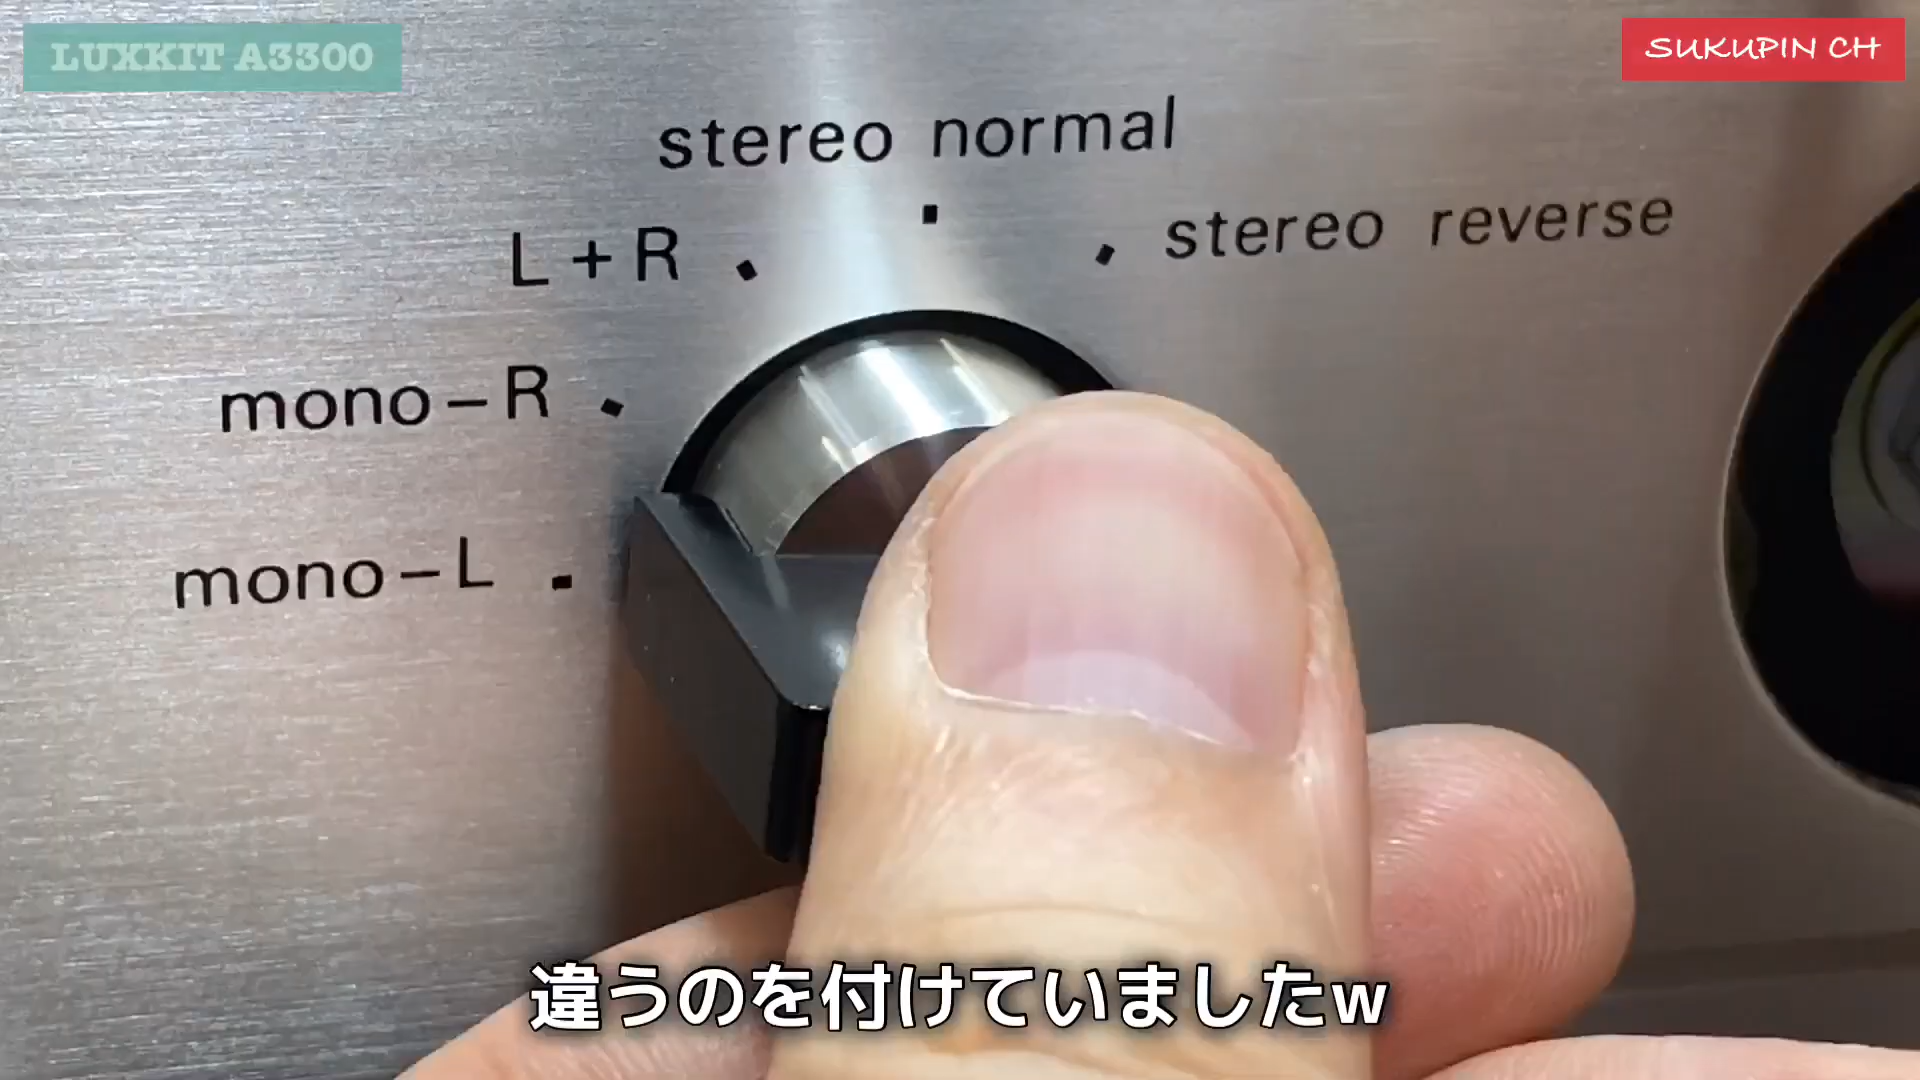 LUXKIT A3300
SUKUPIN CH
stereo normal
L+R
stereo reverse
mono-R
mono-L
違うのを付けていましたw